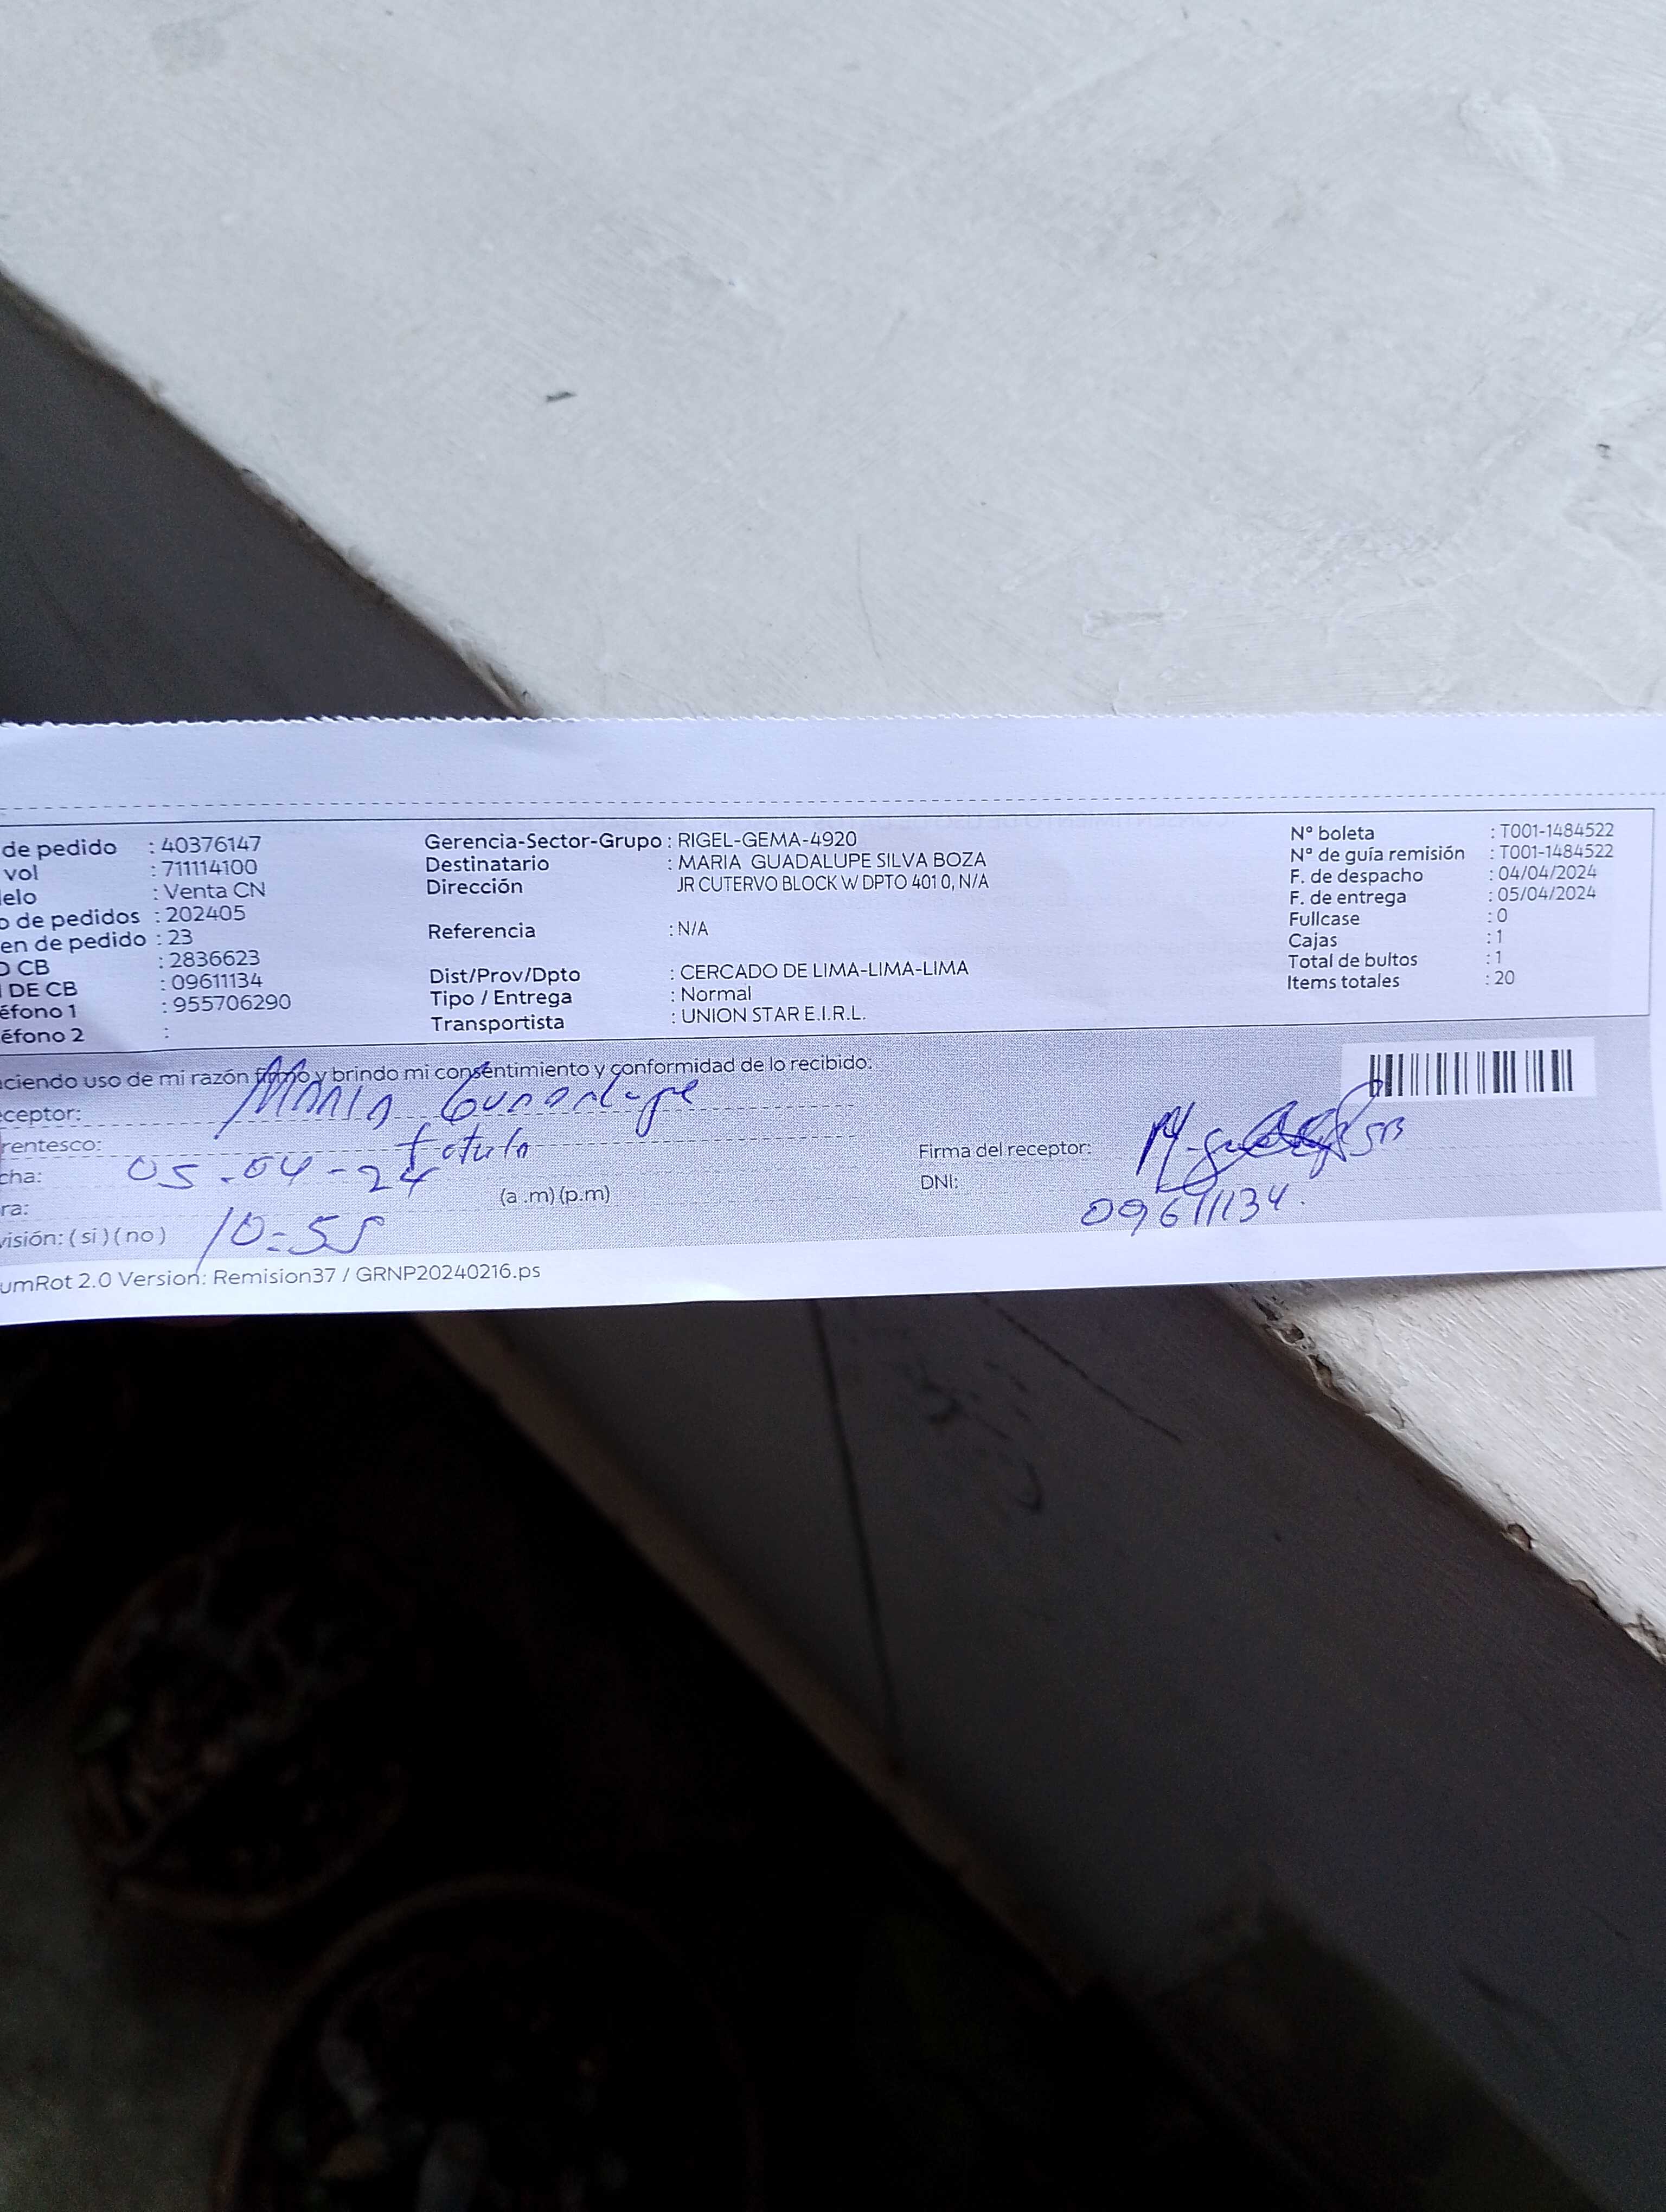 de pedido : 40376147
vol : 711114100
elo : Venta CN
o de pedidos : 202405
en de pedido : 23
O CB : 2836623
DE CB : 09611134
éfono 1 : 955706290
éfono 2 :
Gerencia-Sector-Grupo : RIGEL-GEMA-4920
Destinatario : MARIA GUADALUPE SILVA BOZA
Dirección JR CUTERVO BLOCK W DPTO 401 0, N/A
Referencia : N/A
Dist/Prov/Dpto : CERCADO DE LIMA-LIMA-LIMA
Tipo / Entrega : Normal
Transportista : UNION STAR E.I.R.L.
N° boleta : T001-1484522
N° de guía remisión : T001-1484522
F. de despacho : 04/04/2024
F. de entrega : 05/04/2024
Fullcase : 0
Cajas : 1
Total de bultos : 1
Items totales : 20
ciendo uso de mi razón firmo y brindo mi consentimiento y conformidad de lo recibido:
ceptor: Maria Guadalupe
rentesco:
cha: 05-04-24
ra: (a .m) (p.m)
visión: ( si ) ( no ) 10:55
Firma del receptor:
DNI: 09611134.
umRot 2.0 Version: Remision37 / GRNP20240216.ps